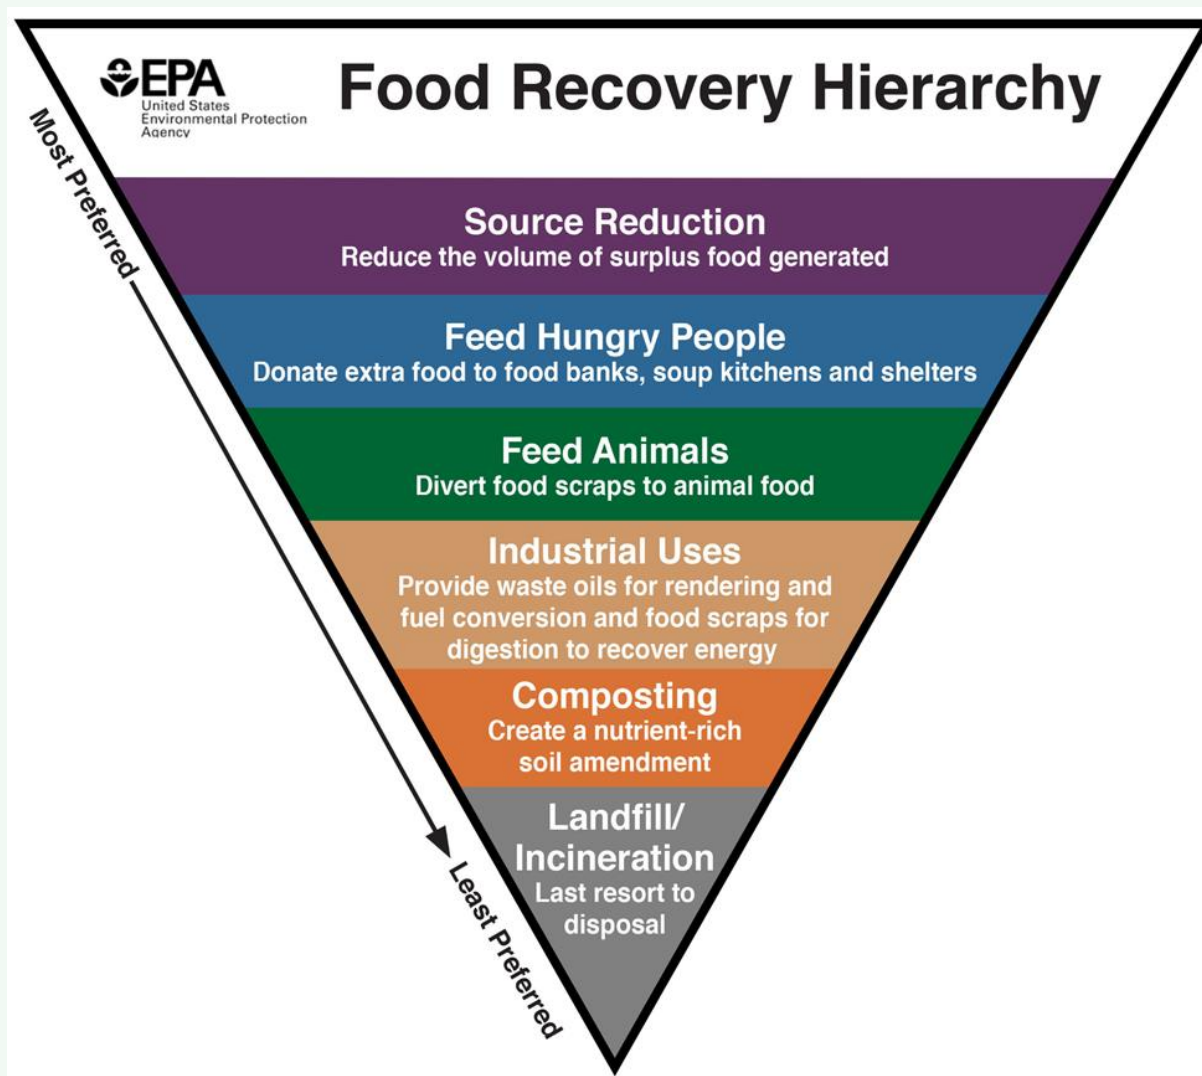 EPA
United States
Environmental Protection
Agency
Food Recovery Hierarchy
Most Preferred
Source Reduction
Reduce the volume of surplus food generated
Feed Hungry People
Donate extra food to food banks, soup kitchens and shelters
Feed Animals
Divert food scraps to animal food
Industrial Uses
Provide waste oils for rendering and
fuel conversion and food scraps for
digestion to recover energy
Composting
Create a nutrient-rich
soil amendment
Landfill/
Incineration
Last resort to
disposal
Least Preferred